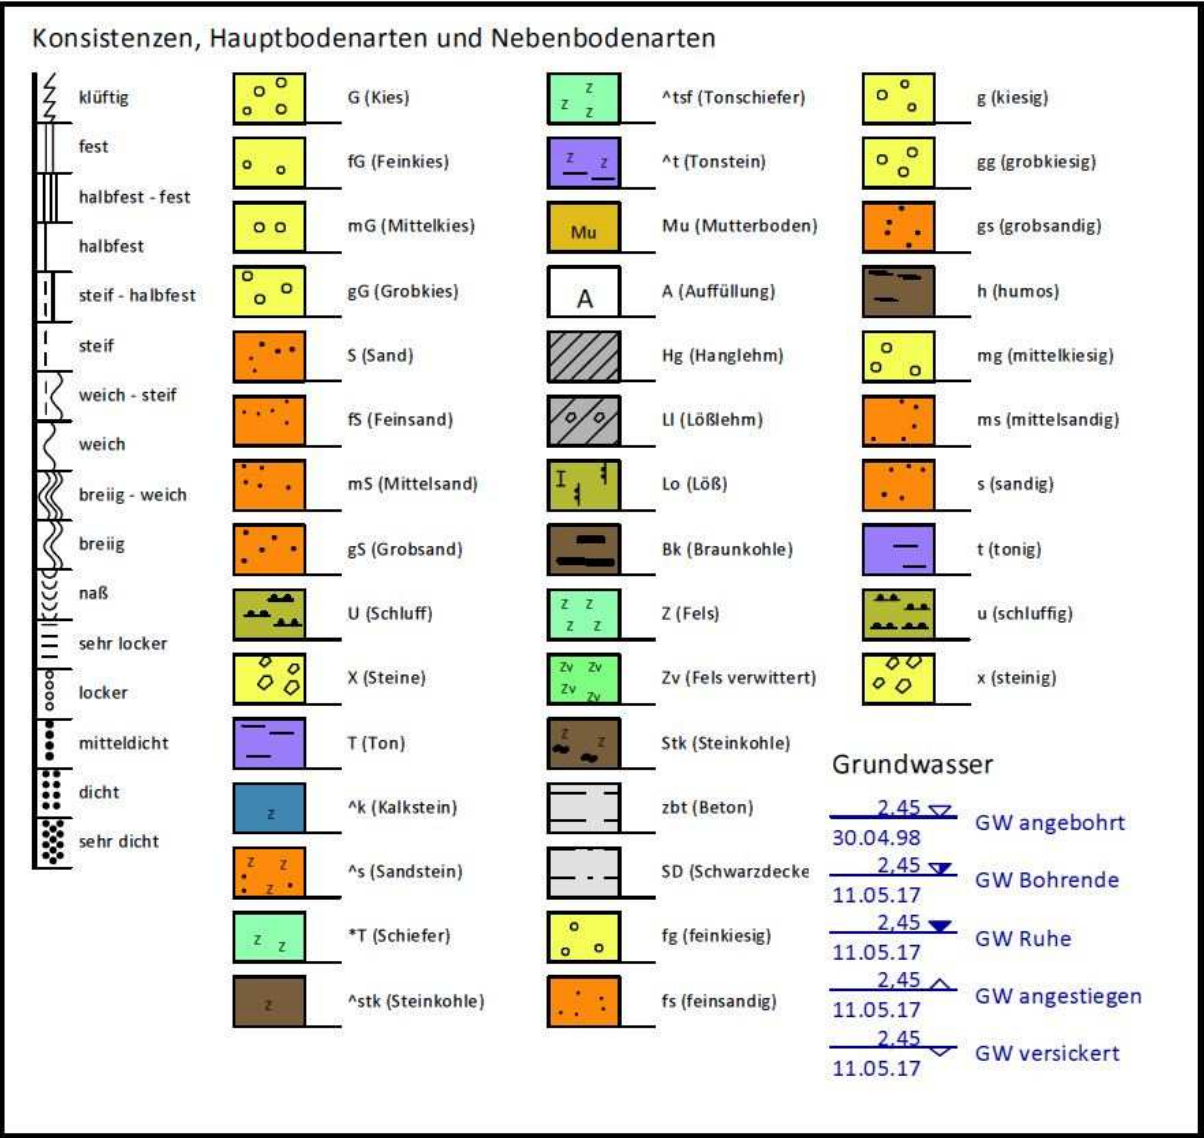 Konsistenzen, Hauptbodenarten und Nebenbodenarten
klüftig
fest
halbfest - fest
halbfest
steif - halbfest
steif
weich - steif
weich
breiig - weich
breiig
naß
sehr locker
locker
mitteldicht
dicht
sehr dicht
G (Kies)
fG (Feinkies)
mG (Mittelkies)
gG (Grobkies)
S (Sand)
fS (Feinsand)
mS (Mittelsand)
gS (Grobsand)
U (Schluff)
X (Steine)
T (Ton)
z
^k (Kalkstein)
z z
z
^s (Sandstein)
z z
*T (Schiefer)
z
^stk (Steinkohle)
z
z z
^tsf (Tonschiefer)
z z
^t (Tonstein)
Mu
Mu (Mutterboden)
A
A (Auffüllung)
Hg (Hanglehm)
Ll (Lößlehm)
Lo (Löß)
Bk (Braunkohle)
z z
z z
Z (Fels)
Zv Zv
Zv Zv
Zv (Fels verwittert)
z z
Stk (Steinkohle)
zbt (Beton)
SD (Schwarzdecke
fg (feinkiesig)
fs (feinsandig)
g (kiesig)
gg (grobkiesig)
gs (grobsandig)
h (humos)
mg (mittelkiesig)
ms (mittelsandig)
s (sandig)
t (tonig)
u (schluffig)
x (steinig)
Grundwasser
2,45
30.04.98
GW angebohrt
2,45
11.05.17
GW Bohrende
2,45
11.05.17
GW Ruhe
2,45
11.05.17
GW angestiegen
2,45
11.05.17
GW versickert